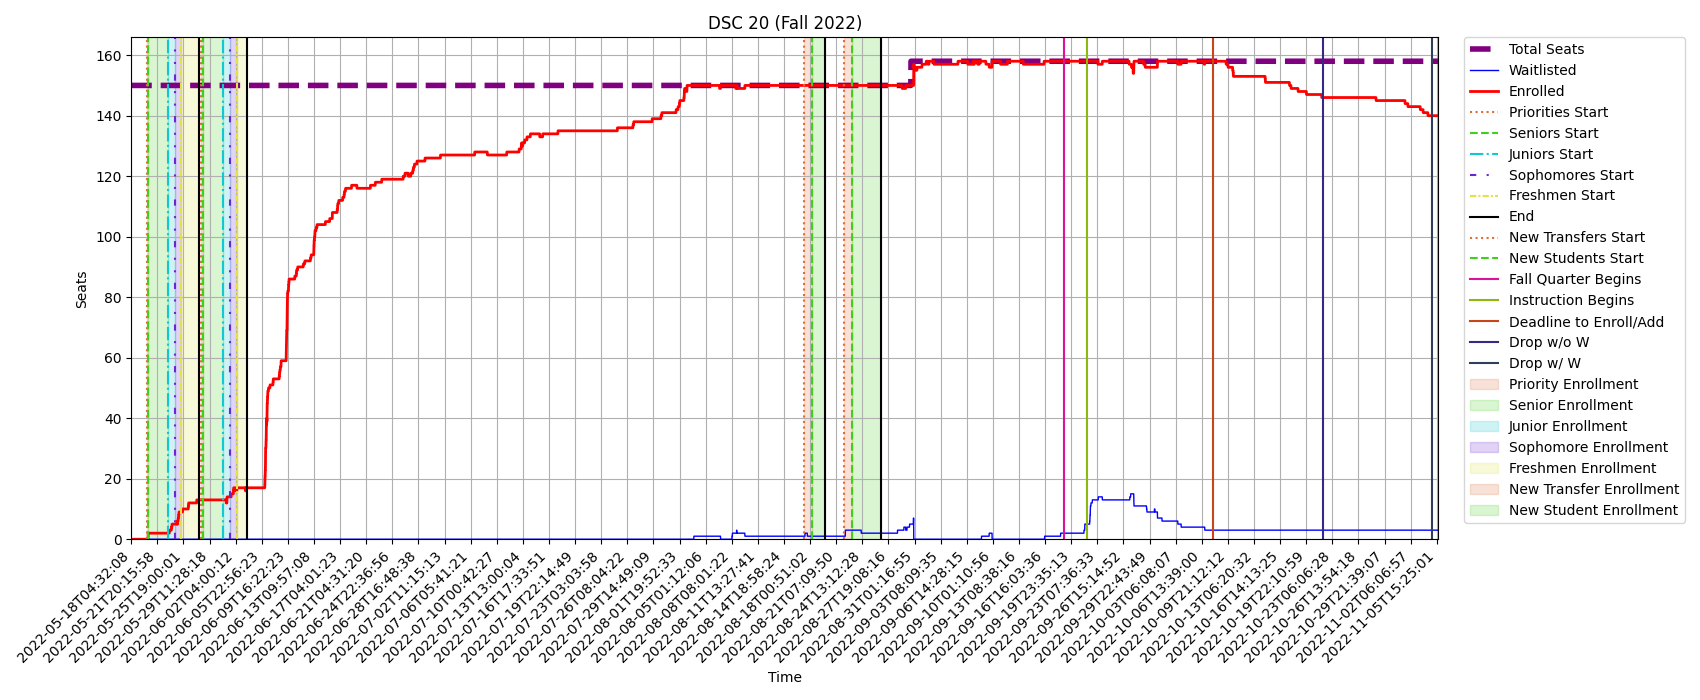 DSC 20 (Fall 2022)
160
140
120
100
80
60
40
20
0
Seats
2022-05-18T04:32:08
2022-05-21T20:15:58
2022-05-25T19:00:01
2022-05-29T11:28:18
2022-06-02T04:00:12
2022-06-05T22:56:23
2022-06-09T16:22:23
2022-06-13T09:57:08
2022-06-17T04:01:23
2022-06-21T04:31:20
2022-06-24T22:36:56
2022-06-28T16:48:38
2022-07-02T11:15:13
2022-07-06T05:41:21
2022-07-10T00:42:27
2022-07-13T13:00:04
2022-07-16T17:33:51
2022-07-19T22:14:49
2022-07-23T03:03:58
2022-07-26T08:04:22
2022-07-29T14:49:09
2022-08-01T19:52:33
2022-08-05T01:12:06
2022-08-08T08:01:22
2022-08-11T13:27:41
2022-08-14T18:58:24
2022-08-18T00:51:02
2022-08-21T07:09:50
2022-08-24T13:12:28
2022-08-27T19:08:16
2022-08-31T01:16:55
2022-09-03T08:09:35
2022-09-06T14:28:15
2022-09-10T01:10:56
2022-09-13T08:38:16
2022-09-16T16:03:36
2022-09-19T23:35:13
2022-09-23T07:36:33
2022-09-26T15:14:52
2022-09-29T22:43:49
2022-10-03T06:08:07
2022-10-06T13:39:00
2022-10-09T21:12:12
2022-10-13T06:20:32
2022-10-16T14:13:25
2022-10-19T22:10:59
2022-10-23T06:06:28
2022-10-26T13:54:18
2022-10-29T21:39:07
2022-11-02T06:06:57
2022-11-05T15:25:01
Time
Total Seats
Waitlisted
Enrolled
Priorities Start
Seniors Start
Juniors Start
Sophomores Start
Freshmen Start
End
New Transfers Start
New Students Start
Fall Quarter Begins
Instruction Begins
Deadline to Enroll/Add
Drop w/o W
Drop w/ W
Priority Enrollment
Senior Enrollment
Junior Enrollment
Sophomore Enrollment
Freshmen Enrollment
New Transfer Enrollment
New Student Enrollment